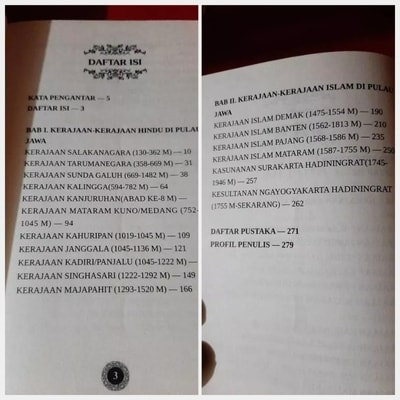 DAFTAR ISI
KATA PENGANTAR — 5
DAFTAR ISI — 3
BAB I. KERAJAAN-KERAJAAN HINDU DI PULAU
JAWA
KERAJAAN SALAKANAGARA (130-362 M) — 10
KERAJAAN TARUMANEGARA (358-669 M) — 31
KERAJAAN SUNDA GALUH (669-1482 M) — 38
KERAJAAN KALINGGA(594-782 M) — 64
KERAJAAN KANJURUHAN(ABAD KE-8 M) —
KERAJAAN MATARAM KUNO/MEDANG (752-
1045 M) — 94
KERAJAAN KAHURIPAN (1019-1045 M) — 109
KERAJAAN JANGGALA (1045-1136 M) — 121
KERAJAAN KADIRI/PANJALU (1045-1222 M) —
KERAJAAN SINGHASARI (1222-1292 M) — 149
KERAJAAN MAJAPAHIT (1293-1520 M) — 166
3
BAB II. KERAJAAN-KERAJAAN ISLAM DI PULAU
JAWA
KERAJAAN ISLAM DEMAK (1475-1554 M) — 190
KERAJAAN ISLAM BANTEN (1562-1813 M) — 210
KERAJAAN ISLAM PAJANG (1568-1586 M) — 235
KERAJAAN ISLAM MATARAM (1587-1755 M) — 250
KASUNANAN SURAKARTA HADININGRAT(1745-
1946 M) — 257
KESULTANAN NGAYOGYAKARTA HADININGRAT
(1755 M-SEKARANG) — 262
DAFTAR PUSTAKA — 271
PROFIL PENULIS — 279